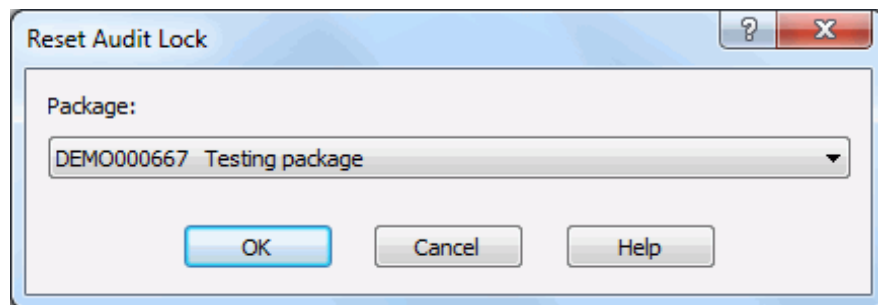 Reset Audit Lock
?
Package:
DEMO000667 Testing package
OK Cancel Help